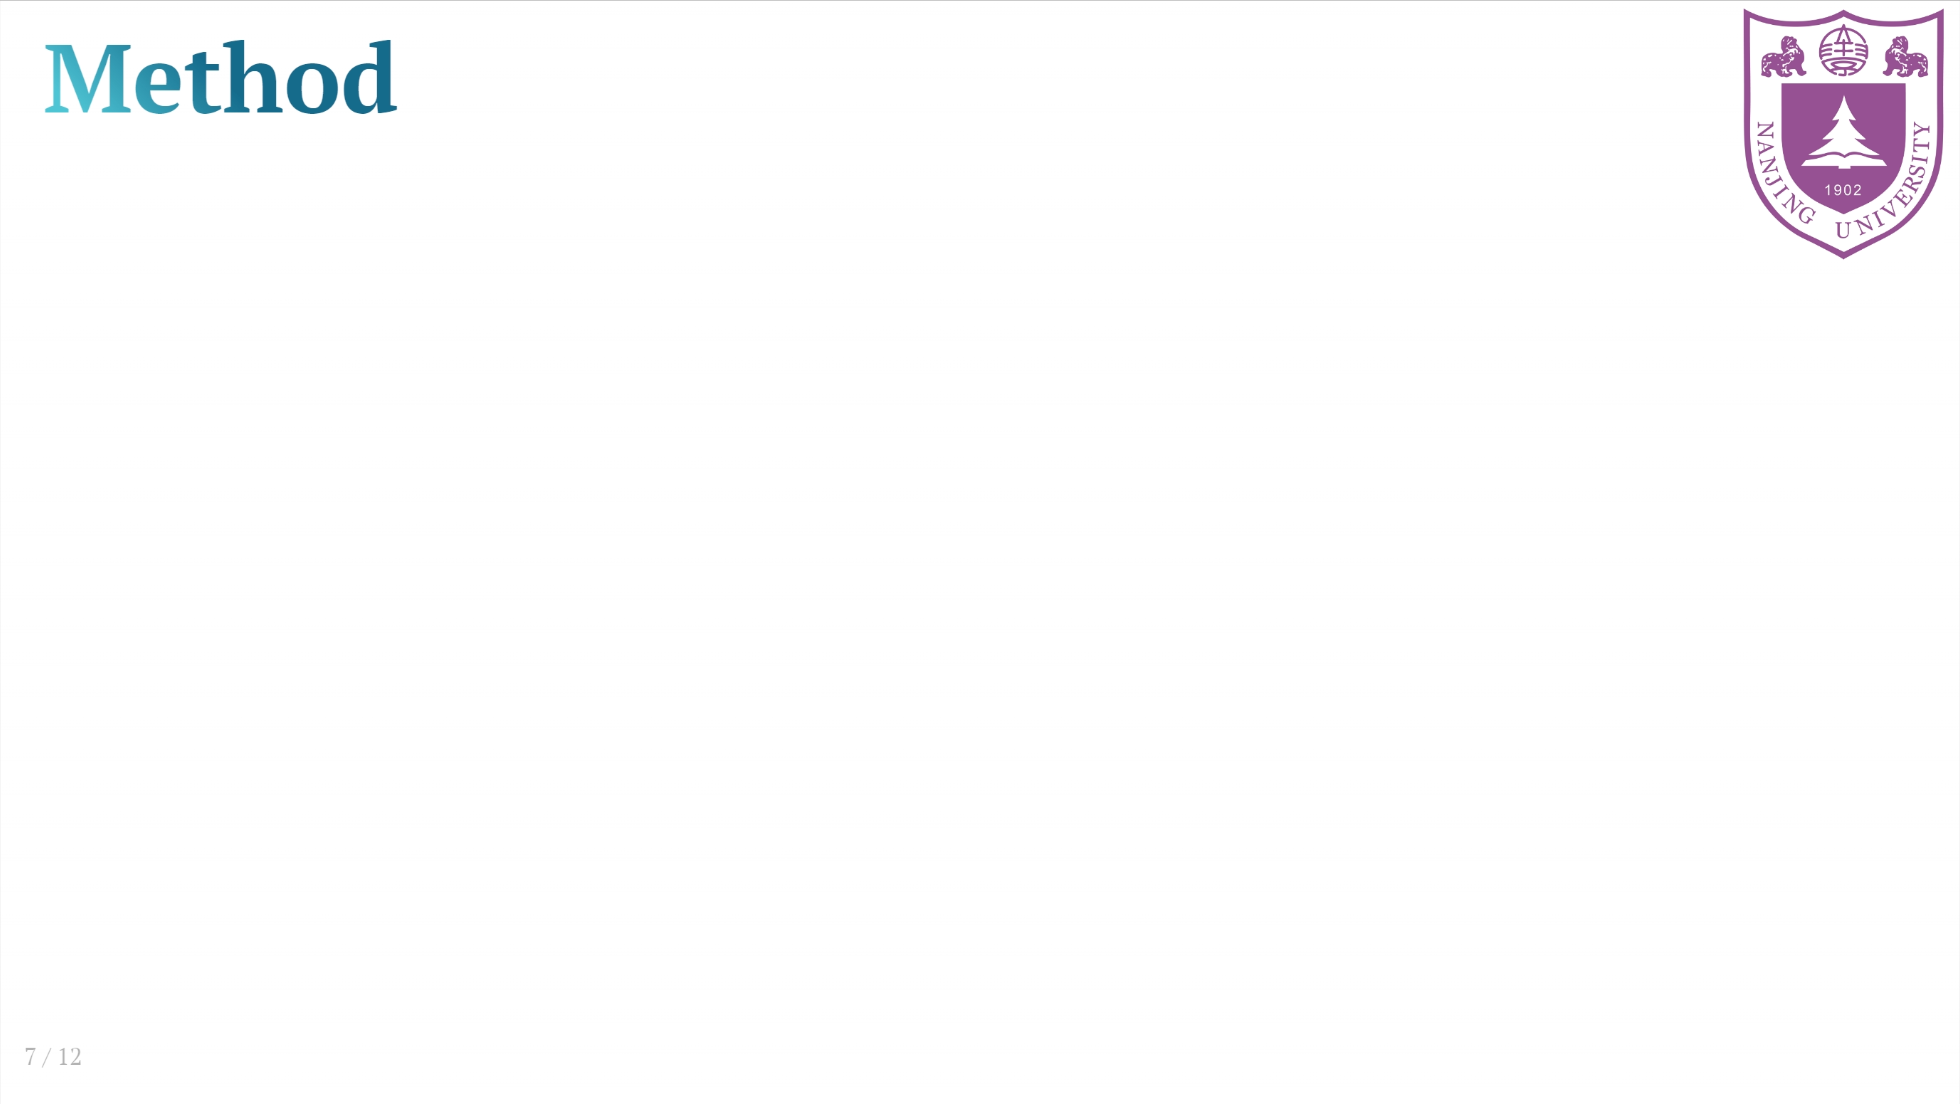 Method
1902
NANJING UNIVERSITY
7 / 12